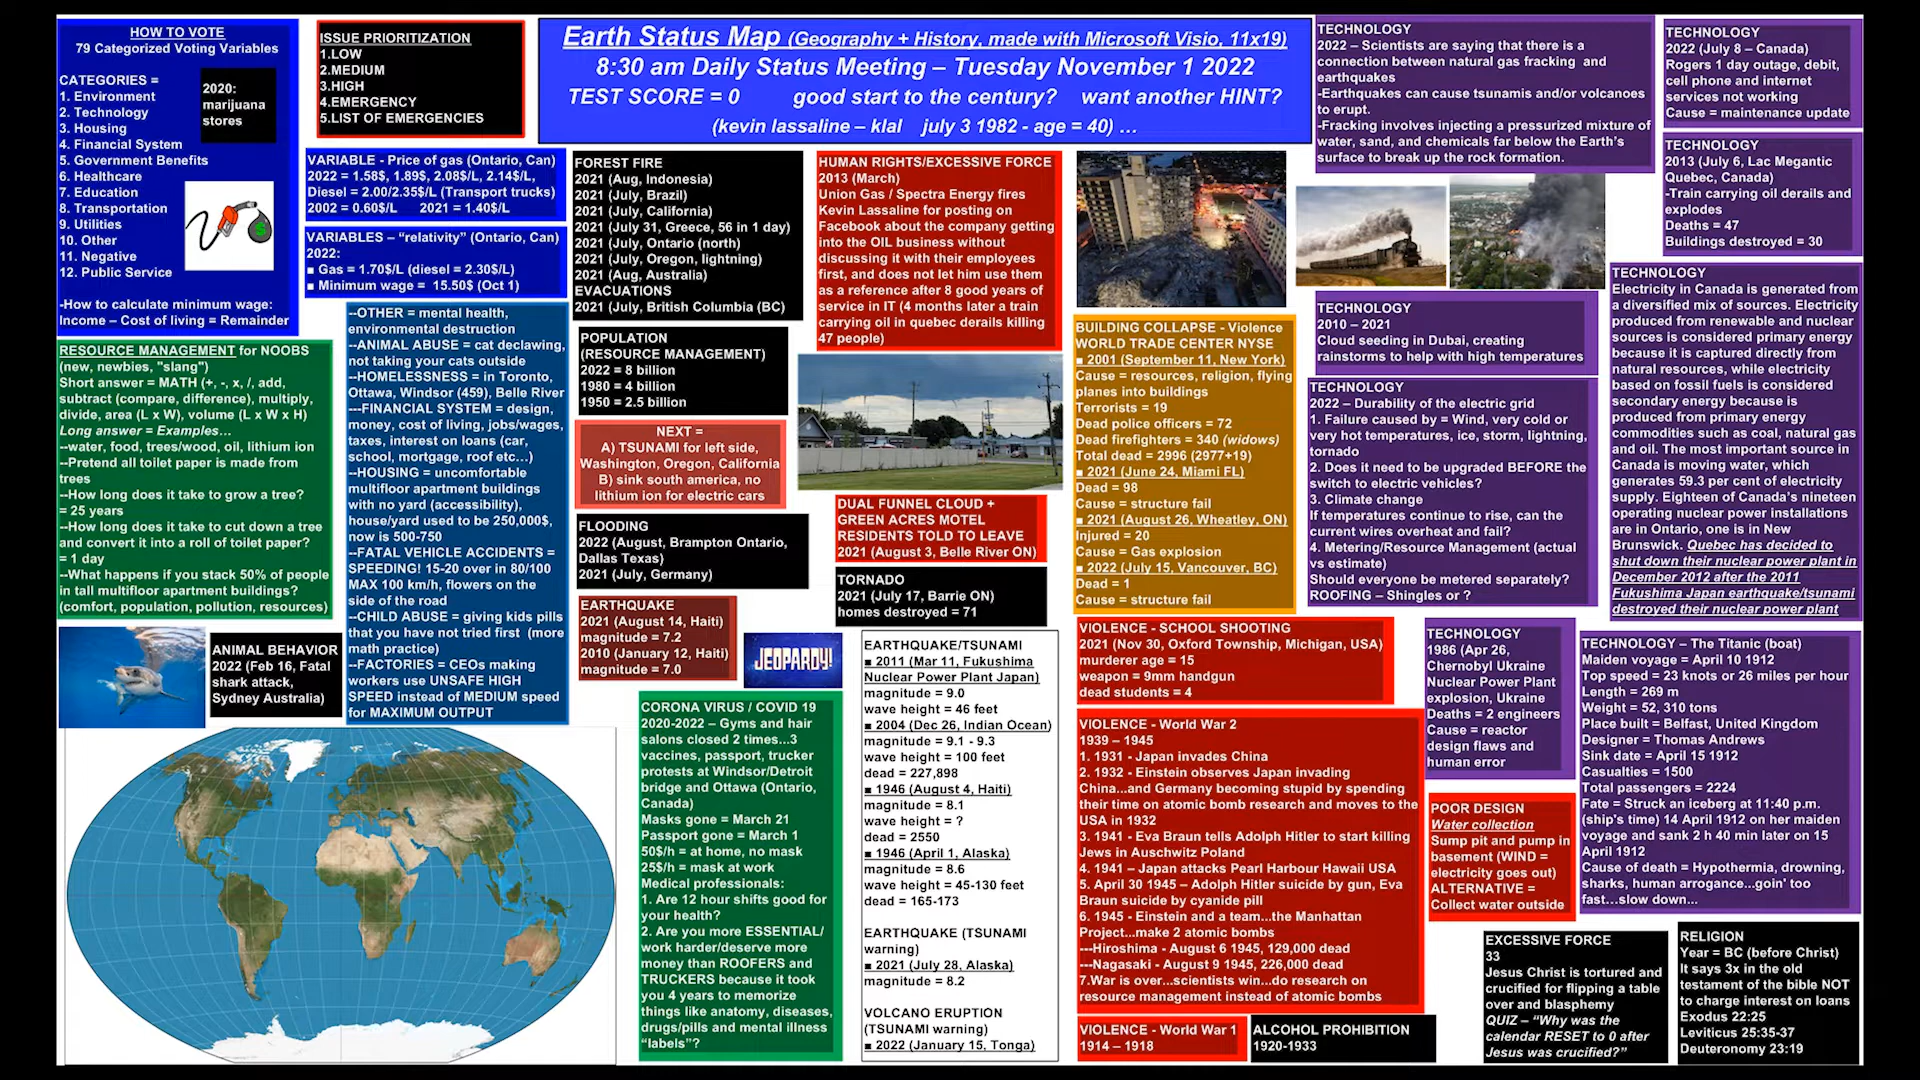 HOW TO VOTE
79 Categorized Voting Variables
CATEGORIES =
1. Environment
2. Technology
3. Housing
4. Financial System
5. Government Benefits
6. Healthcare
7. Education
8. Transportation
9. Utilities
10. Other
11. Negative
12. Public Service
-How to calculate minimum wage:
Income – Cost of living = Remainder
2020:
marijuana
stores
ISSUE PRIORITIZATION
1.LOW
2.MEDIUM
3.HIGH
4.EMERGENCY
5.LIST OF EMERGENCIES
Earth Status Map (Geography + History, made with Microsoft Visio, 11x19)
8:30 am Daily Status Meeting – Tuesday November 1 2022
TEST SCORE = 0 good start to the century? want another HINT?
(kevin lassaline – klal july 3 1982 - age = 40) ...
VARIABLE - Price of gas (Ontario, Can)
2022 = 1.58$, 1.89$, 2.08$/L, 2.14$/L,
Diesel = 2.00/2.35$/L (Transport trucks)
2002 = 0.60$/L 2021 = 1.40$/L
VARIABLES – “relativity” (Ontario, Can)
2022:
■ Gas = 1.70$/L (diesel = 2.30$/L)
■ Minimum wage = 15.50$ (Oct 1)
RESOURCE MANAGEMENT for NOOBS
(new, newbies, "slang")
Short answer = MATH (+, -, x, /, add,
subtract (compare, difference), multiply,
divide, area (L x W), volume (L x W x H)
Long answer = Examples...
--water, food, trees/wood, oil, lithium ion
--Pretend all toilet paper is made from
trees
--How long does it take to grow a tree?
= 25 years
--How long does it take to cut down a tree
and convert it into a roll of toilet paper?
= 1 day
--What happens if you stack 50% of people
in tall multifloor apartment buildings?
(comfort, population, pollution, resources)
--OTHER = mental health,
environmental destruction
--ANIMAL ABUSE = cat declawing,
not taking your cats outside
--HOMELESSNESS = in Toronto,
Ottawa, Windsor (459), Belle River
---FINANCIAL SYSTEM = design,
money, cost of living, jobs/wages,
taxes, interest on loans (car,
school, mortgage, roof etc...)
--HOUSING = uncomfortable
multifloor apartment buildings
with no yard (accessibility),
house/yard used to be 250,000$,
now is 500-750
--FATAL VEHICLE ACCIDENTS =
SPEEDING! 15-20 over in 80/100
MAX 100 km/h, flowers on the
side of the road
--CHILD ABUSE = giving kids pills
that you have not tried first (more
math practice)
--FACTORIES = CEOs making
workers use UNSAFE HIGH
SPEED instead of MEDIUM speed
for MAXIMUM OUTPUT
ANIMAL BEHAVIOR
2022 (Feb 16, Fatal
shark attack,
Sydney Australia)
FOREST FIRE
2021 (Aug, Indonesia)
2021 (July, Brazil)
2021 (July, California)
2021 (July 31, Greece, 56 in 1 day)
2021 (July, Ontario (north)
2021 (July, Oregon, lightning)
2021 (Aug, Australia)
EVACUATIONS
2021 (July, British Columbia (BC)
POPULATION
(RESOURCE MANAGEMENT)
2022 = 8 billion
1980 = 4 billion
1950 = 2.5 billion
NEXT =
A) TSUNAMI for left side,
Washington, Oregon, California
B) sink south america, no
lithium ion for electric cars
FLOODING
2022 (August, Brampton Ontario,
Dallas Texas)
2021 (July, Germany)
EARTHQUAKE
2021 (August 14, Haiti)
magnitude = 7.2
2010 (January 12, Haiti)
magnitude = 7.0
JEOPARDY!
CORONA VIRUS / COVID 19
2020-2022 – Gyms and hair
salons closed 2 times...3
vaccines, passport, trucker
protests at Windsor/Detroit
bridge and Ottawa (Ontario,
Canada)
Masks gone = March 21
Passport gone = March 1
50$/h = at home, no mask
25$/h = mask at work
Medical professionals:
1. Are 12 hour shifts good for
your health?
2. Are you more ESSENTIAL/
work harder/deserve more
money than ROOFERS and
TRUCKERS because it took
you 4 years to memorize
things like anatomy, diseases,
drugs/pills and mental illness
“labels”?
HUMAN RIGHTS/EXCESSIVE FORCE
2013 (March)
Union Gas / Spectra Energy fires
Kevin Lassaline for posting on
Facebook about the company getting
into the OIL business without
discussing it with their employees
first, and does not let him use them
as a reference after 8 good years of
service in IT (4 months later a train
carrying oil in quebec derails killing
47 people)
DUAL FUNNEL CLOUD +
GREEN ACRES MOTEL
RESIDENTS TOLD TO LEAVE
2021 (August 3, Belle River ON)
TORNADO
2021 (July 17, Barrie ON)
homes destroyed = 71
EARTHQUAKE/TSUNAMI
■ 2011 (Mar 11, Fukushima
Nuclear Power Plant Japan)
magnitude = 9.0
wave height = 46 feet
■ 2004 (Dec 26, Indian Ocean)
magnitude = 9.1 - 9.3
wave height = 100 feet
dead = 227,898
■ 1946 (August 4, Haiti)
magnitude = 8.1
wave height = ?
dead = 2550
■ 1946 (April 1, Alaska)
magnitude = 8.6
wave height = 45-130 feet
dead = 165-173
EARTHQUAKE (TSUNAMI
warning)
■ 2021 (July 28, Alaska)
magnitude = 8.2
VOLCANO ERUPTION
(TSUNAMI warning)
■ 2022 (January 15, Tonga)
BUILDING COLLAPSE - Violence
WORLD TRADE CENTER NYSE
■ 2001 (September 11, New York)
Cause = resources, religion, flying
planes into buildings
Terrorists = 19
Dead police officers = 72
Dead firefighters = 340 (widows)
Total dead = 2996 (2977+19)
■ 2021 (June 24, Miami FL)
Dead = 98
Cause = structure fail
■ 2021 (August 26, Wheatley, ON)
Injured = 20
Cause = Gas explosion
■ 2022 (July 15, Vancouver, BC)
Dead = 1
Cause = structure fail
VIOLENCE - SCHOOL SHOOTING
2021 (Nov 30, Oxford Township, Michigan, USA)
murderer age = 15
weapon = 9mm handgun
dead students = 4
VIOLENCE - World War 2
1939 – 1945
1. 1931 - Japan invades China
2. 1932 - Einstein observes Japan invading
China...and Germany becoming stupid by spending
their time on atomic bomb research and moves to the
USA in 1932
3. 1941 - Eva Braun tells Adolph Hitler to start killing
Jews in Auschwitz Poland
4. 1941 – Japan attacks Pearl Harbour Hawaii USA
5. April 30 1945 – Adolph Hitler suicide by gun, Eva
Braun suicide by cyanide pill
6. 1945 - Einstein and a team...the Manhattan
Project...make 2 atomic bombs
---Hiroshima - August 6 1945, 129,000 dead
---Nagasaki - August 9 1945, 226,000 dead
7.War is over...scientists win...do research on
resource management instead of atomic bombs
VIOLENCE - World War 1
1914 – 1918
ALCOHOL PROHIBITION
1920-1933
TECHNOLOGY
2022 – Scientists are saying that there is a
connection between natural gas fracking and
earthquakes
-Earthquakes can cause tsunamis and/or volcanoes
to erupt.
-Fracking involves injecting a pressurized mixture of
water, sand, and chemicals far below the Earth’s
surface to break up the rock formation.
TECHNOLOGY
2022 (July 8 – Canada)
Rogers 1 day outage, debit,
cell phone and internet
services not working
Cause = maintenance update
TECHNOLOGY
2013 (July 6, Lac Megantic
Quebec, Canada)
-Train carrying oil derails and
explodes
Deaths = 47
Buildings destroyed = 30
TECHNOLOGY
2010 – 2021
Cloud seeding in Dubai, creating
rainstorms to help with high temperatures
TECHNOLOGY
2022 – Durability of the electric grid
1. Failure caused by = Wind, very cold or
very hot temperatures, ice, storm, lightning,
tornado
2. Does it need to be upgraded BEFORE the
switch to electric vehicles?
3. Climate change
If temperatures continue to rise, can the
current wires overheat and fail?
4. Metering/Resource Management (actual
vs estimate)
Should everyone be metered separately?
ROOFING – Shingles or ?
TECHNOLOGY
Electricity in Canada is generated from
a diversified mix of sources. Electricity
produced from renewable and nuclear
sources is considered primary energy
because it is captured directly from
natural resources, while electricity
based on fossil fuels is considered
secondary energy because is
produced from primary energy
commodities such as coal, natural gas
and oil. The most important source in
Canada is moving water, which
generates 59.3 per cent of electricity
supply. Eighteen of Canada’s nineteen
operating nuclear power installations
are in Ontario, one is in New
Brunswick. Quebec has decided to
shut down their nuclear power plant in
December 2012 after the 2011
Fukushima Japan earthquake/tsunami
destroyed their nuclear power plant
TECHNOLOGY
1986 (Apr 26,
Chernobyl Ukraine
Nuclear Power Plant
explosion, Ukraine
Deaths = 2 engineers
Cause = reactor
design flaws and
human error
POOR DESIGN
Water collection
Sump pit and pump in
basement (WIND =
electricity goes out)
ALTERNATIVE =
Collect water outside
TECHNOLOGY – The Titanic (boat)
Maiden voyage = April 10 1912
Top speed = 23 knots or 26 miles per hour
Length = 269 m
Weight = 52, 310 tons
Place built = Belfast, United Kingdom
Designer = Thomas Andrews
Sink date = April 15 1912
Casualties = 1500
Total passengers = 2224
Fate = Struck an iceberg at 11:40 p.m.
(ship's time) 14 April 1912 on her maiden
voyage and sank 2 h 40 min later on 15
April 1912
Cause of death = Hypothermia, drowning,
sharks, human arrogance...goin' too
fast...slow down...
EXCESSIVE FORCE
33
Jesus Christ is tortured and
crucified for flipping a table
over and blasphemy
QUIZ – “Why was the
calendar RESET to 0 after
Jesus was crucified?”
RELIGION
Year = BC (before Christ)
It says 3x in the old
testament of the bible NOT
to charge interest on loans
Exodus 22:25
Leviticus 25:35-37
Deuteronomy 23:19